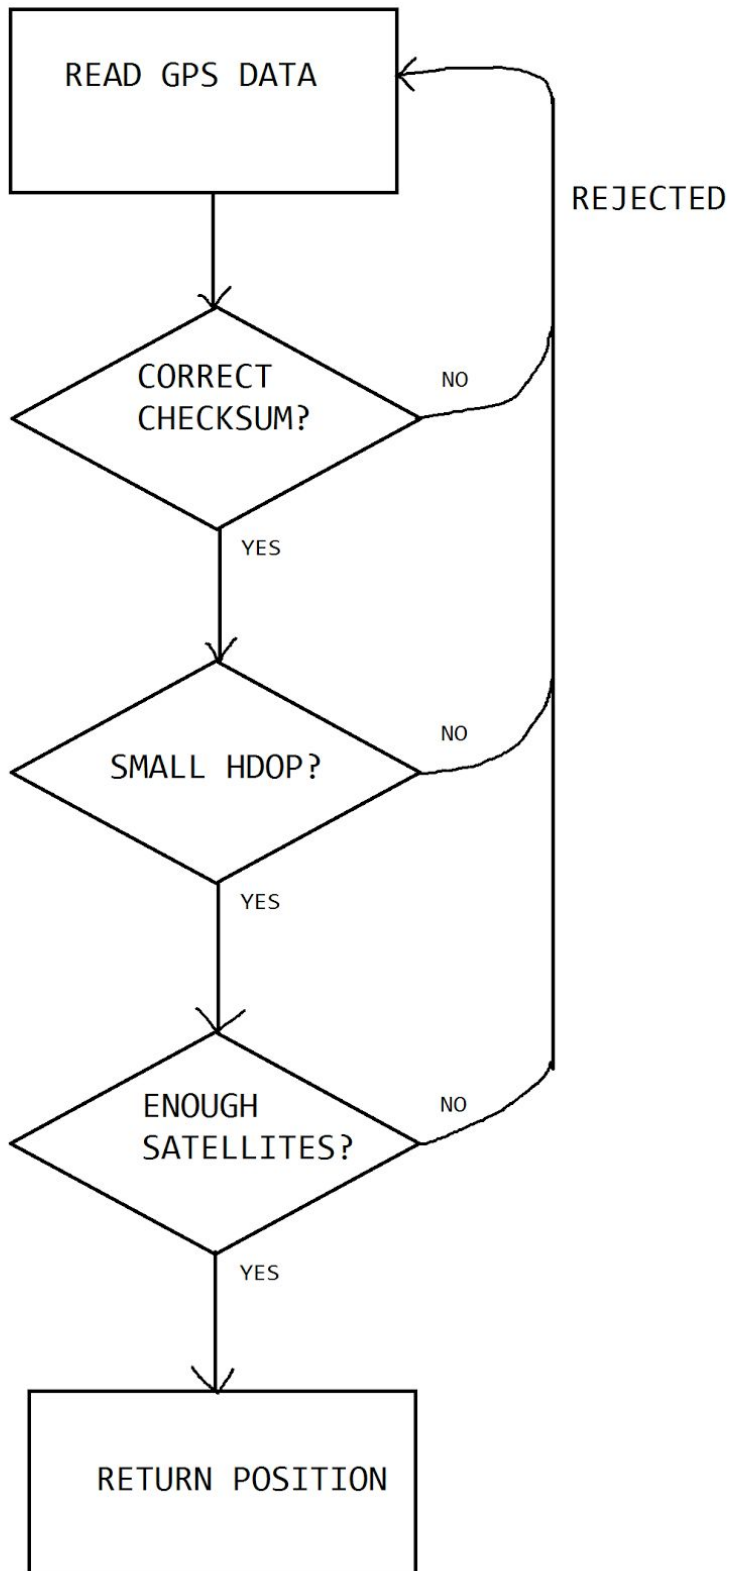 READ GPS DATA
REJECTED
CORRECT
CHECKSUM?
NO
YES
SMALL HDOP?
NO
YES
ENOUGH
SATELLITES?
NO
YES
RETURN POSITION